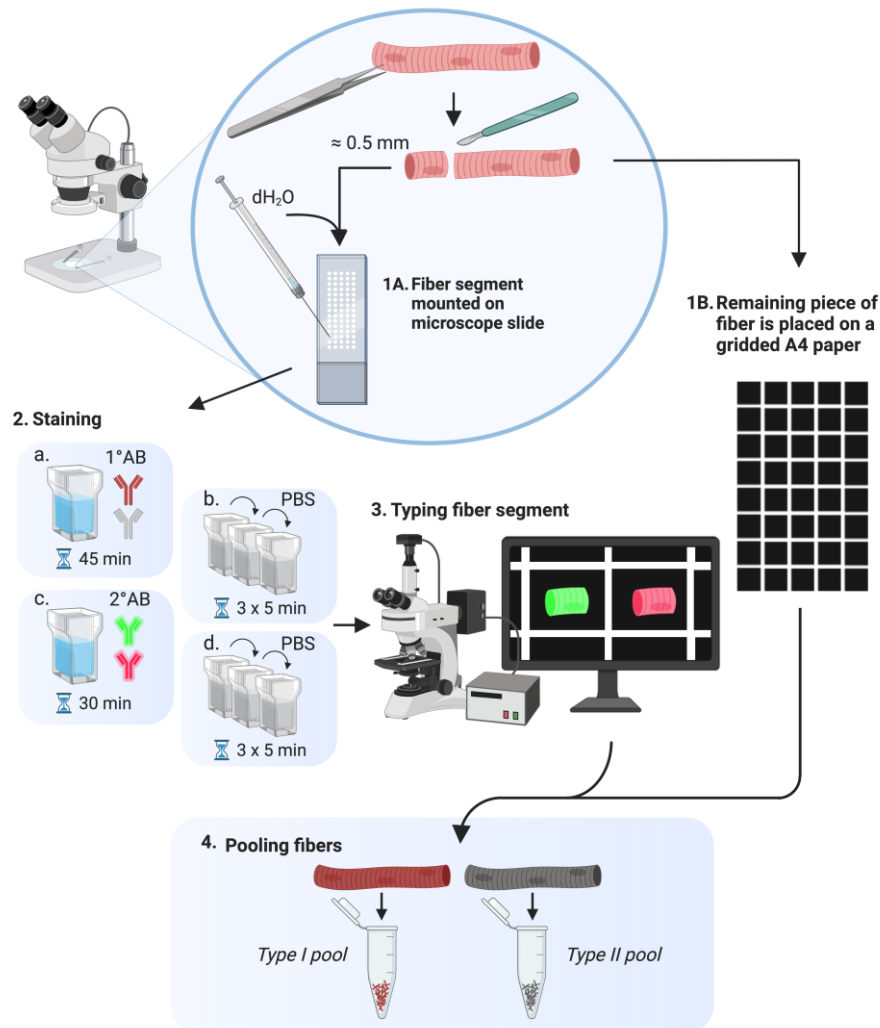 ≈ 0.5 mm
dH₂O
1A. Fiber segment
mounted on
microscope slide
1B. Remaining piece of
fiber is placed on a
gridded A4 paper
2. Staining
a.
1°AB
45 min
b.
PBS
3 x 5 min
c.
2°AB
30 min
d.
PBS
3 x 5 min
3. Typing fiber segment
4. Pooling fibers
Type I pool
Type II pool